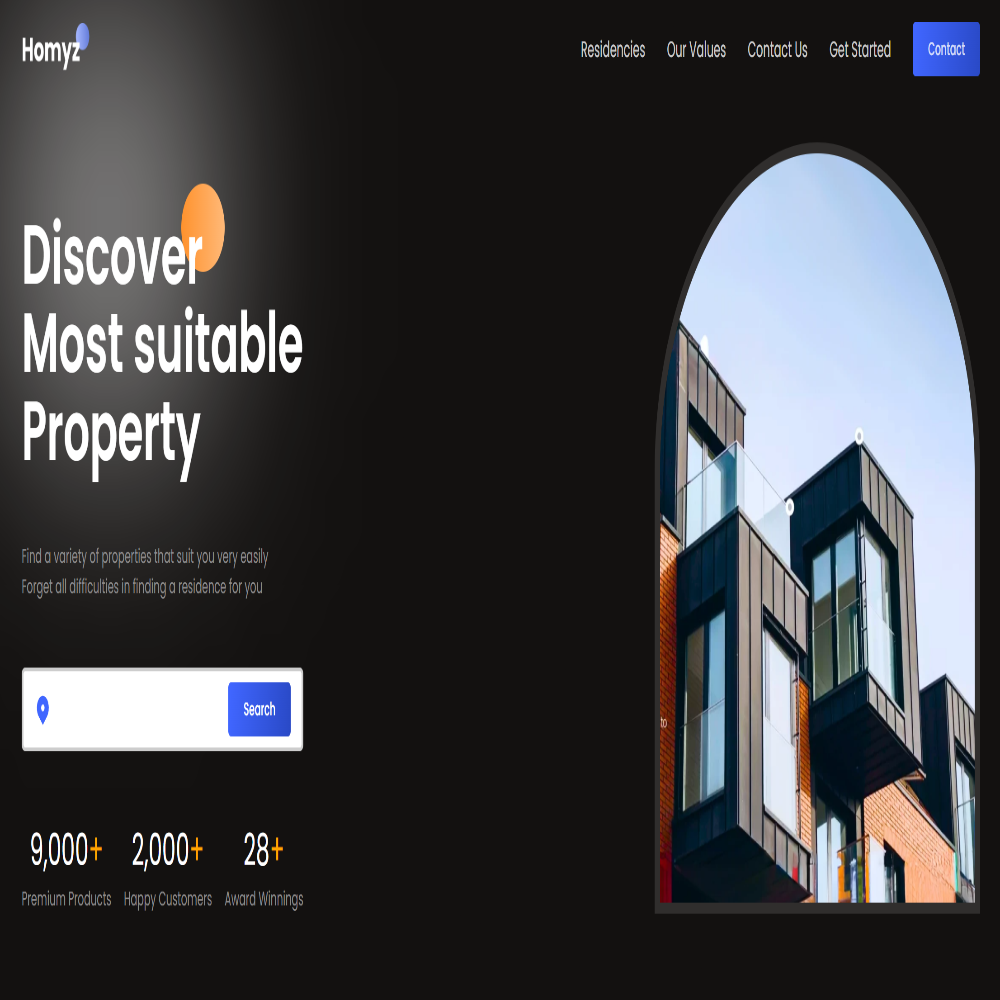 Homyz
Residencies Our Values Contact Us Get Started Contact
Discover
Most suitable
Property
Find a variety of properties that suit you very easily
Forget all difficulties in finding a residence for you
Search
to
9,000+ 2,000+ 28+
Premium Products Happy Customers Award Winnings